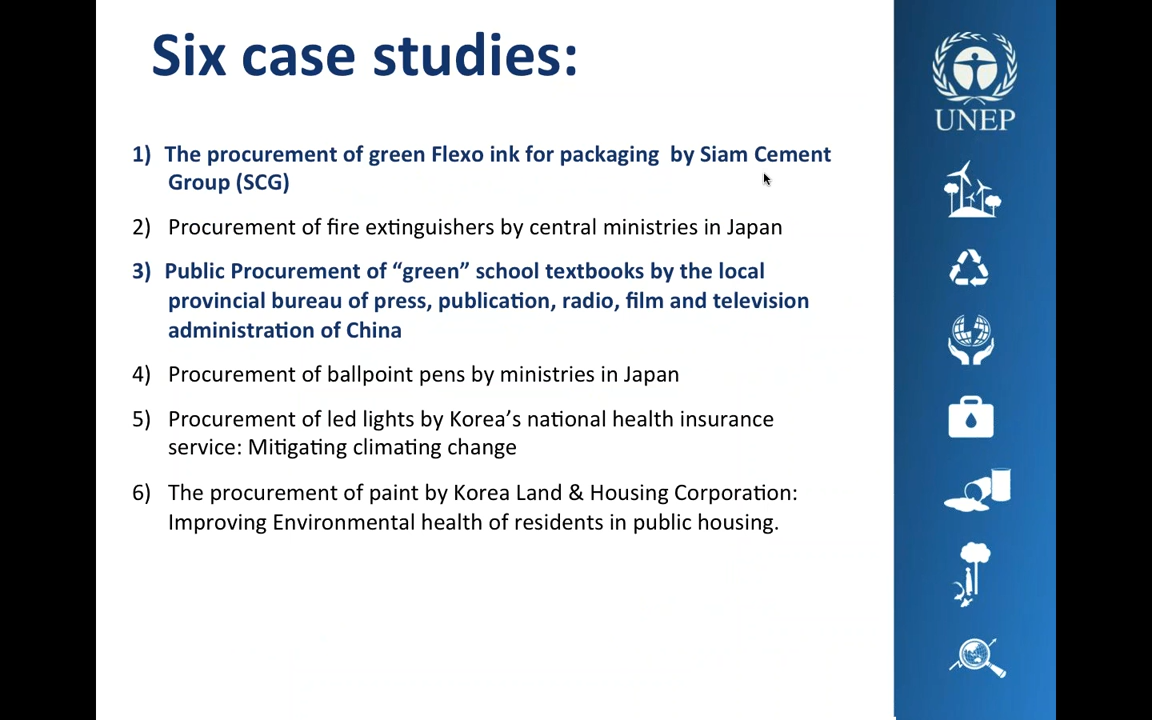 Six case studies:
UNEP
1) The procurement of green Flexo ink for packaging by Siam Cement
Group (SCG)
2) Procurement of fire extinguishers by central ministries in Japan
3) Public Procurement of “green” school textbooks by the local
provincial bureau of press, publication, radio, film and television
administration of China
4) Procurement of ballpoint pens by ministries in Japan
5) Procurement of led lights by Korea’s national health insurance
service: Mitigating climating change
6) The procurement of paint by Korea Land & Housing Corporation:
Improving Environmental health of residents in public housing.